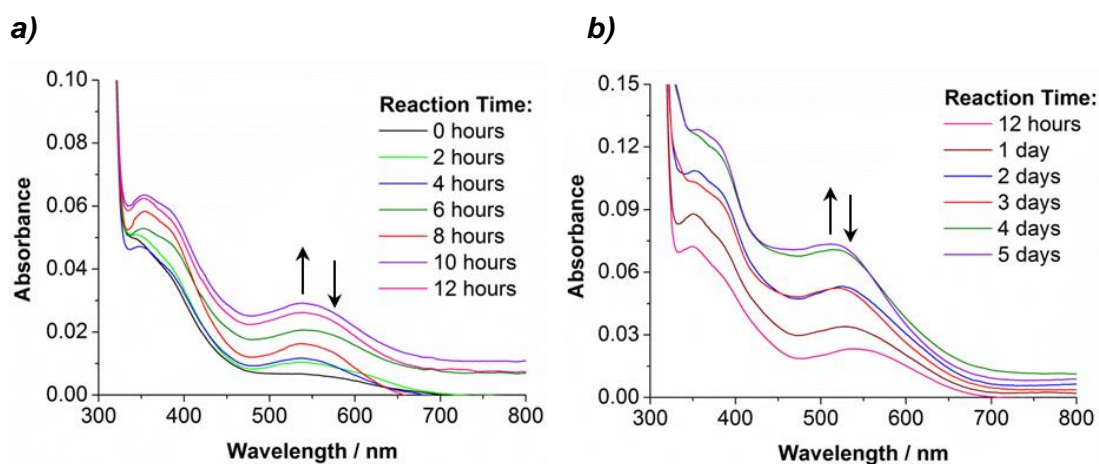 a)
0.10
0.08
0.06
0.04
0.02
0.00
Absorbance
300 400 500 600 700 800
Wavelength / nm
Reaction Time:
0 hours
2 hours
4 hours
6 hours
8 hours
10 hours
12 hours
b)
0.15
0.12
0.09
0.06
0.03
0.00
Absorbance
300 400 500 600 700 800
Wavelength / nm
Reaction Time:
12 hours
1 day
2 days
3 days
4 days
5 days